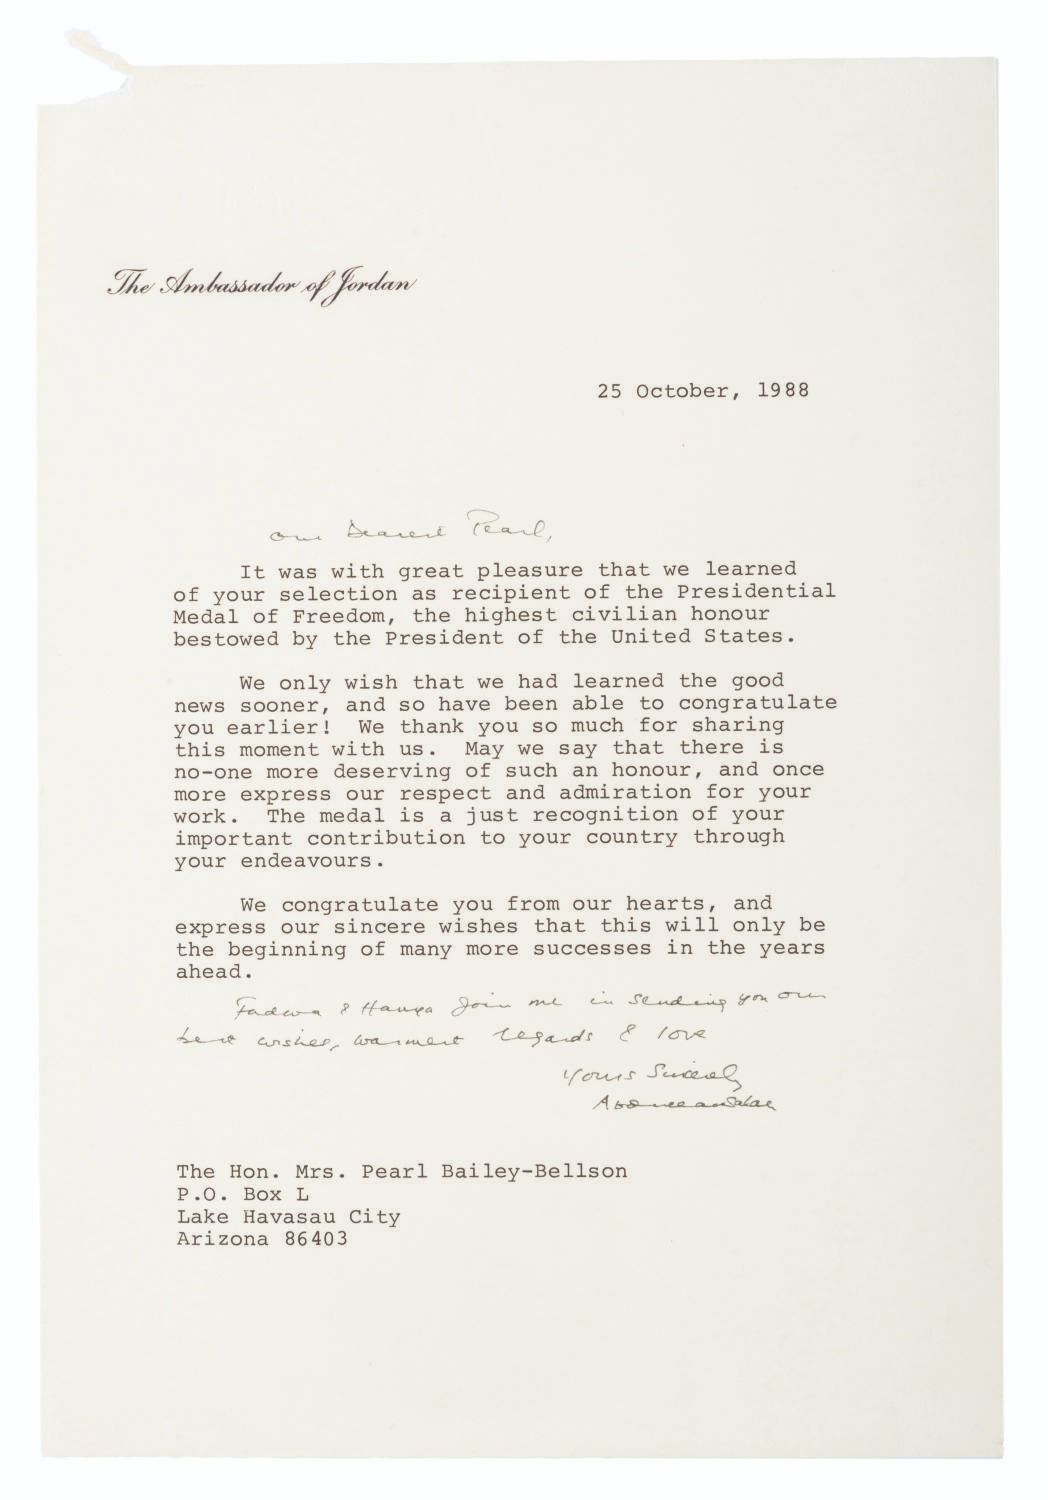 The Ambassador of Jordan
25 October, 1988
Our Dearest Pearl,
It was with great pleasure that we learned
of your selection as recipient of the Presidential
Medal of Freedom, the highest civilian honour
bestowed by the President of the United States.
We only wish that we had learned the good
news sooner, and so have been able to congratulate
you earlier! We thank you so much for sharing
this moment with us. May we say that there is
no-one more deserving of such an honour, and once
more express our respect and admiration for your
work. The medal is a just recognition of your
important contribution to your country through
your endeavours.
We congratulate you from our hearts, and
express our sincere wishes that this will only be
the beginning of many more successes in the years
ahead.
Fadwa & join me in sending you our
best wishes, warmest regards & love
Yours Sincerely
The Hon. Mrs. Pearl Bailey-Bellson
P.O. Box L
Lake Havasau City
Arizona 86403